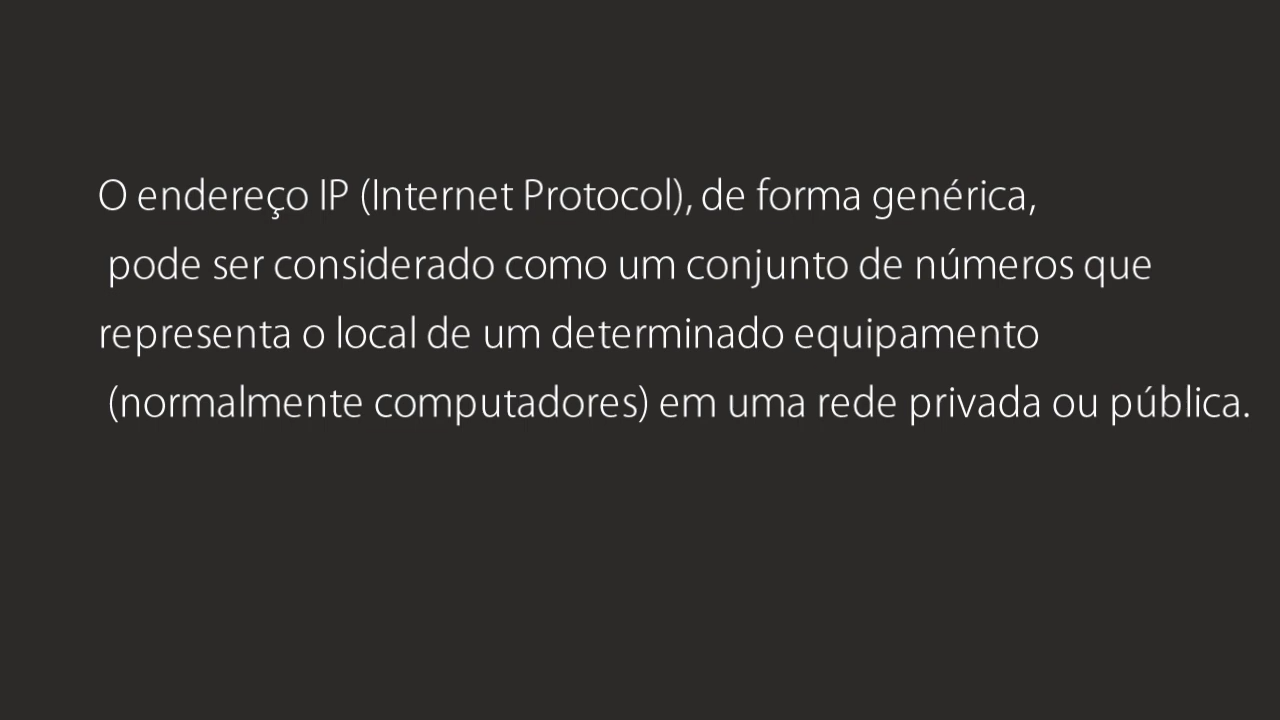 O endereço IP (Internet Protocol), de forma genérica,
pode ser considerado como um conjunto de números que
representa o local de um determinado equipamento
(normalmente computadores) em uma rede privada ou pública.